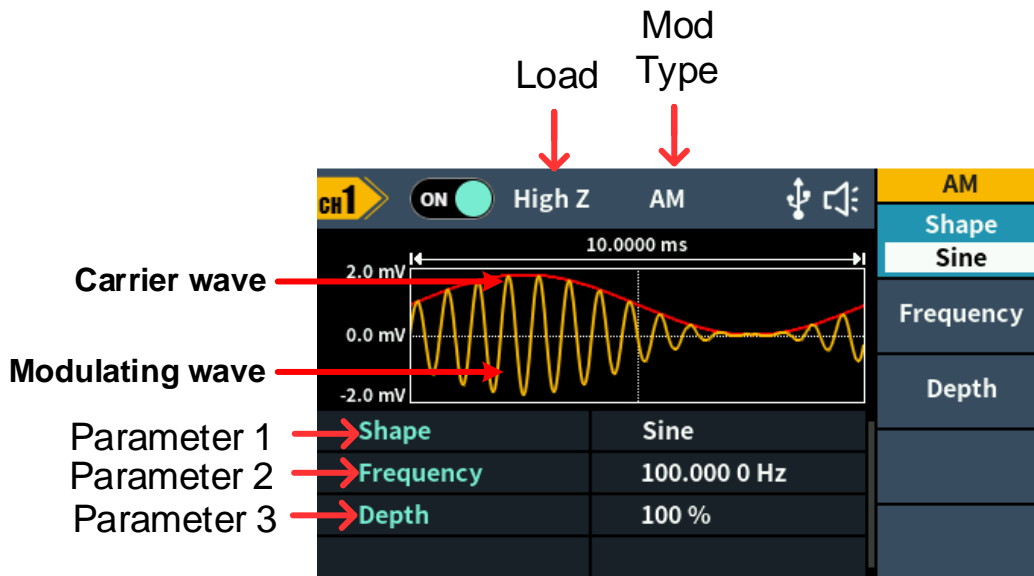 Mod
Type
Load
CH1 ON High Z AM
AM
Shape
Sine
Frequency
Depth
10.0000 ms
2.0 mV
0.0 mV
-2.0 mV
Carrier wave
Modulating wave
Parameter 1
Parameter 2
Parameter 3
Shape Sine
Frequency 100.000 0 Hz
Depth 100 %